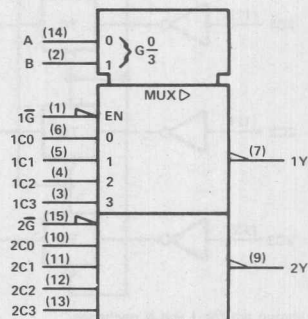 A (14) 0 } G 0/3
B (2) 1
MUX ▷
1G̅ (1) EN
1C0 (6) 0
1C1 (5) 1
(7) 1Y
1C2 (4) 2
1C3 (3) 3
2G̅ (15)
2C0 (10)
2C1 (11)
(9) 2Y
2C2 (12)
2C3 (13)